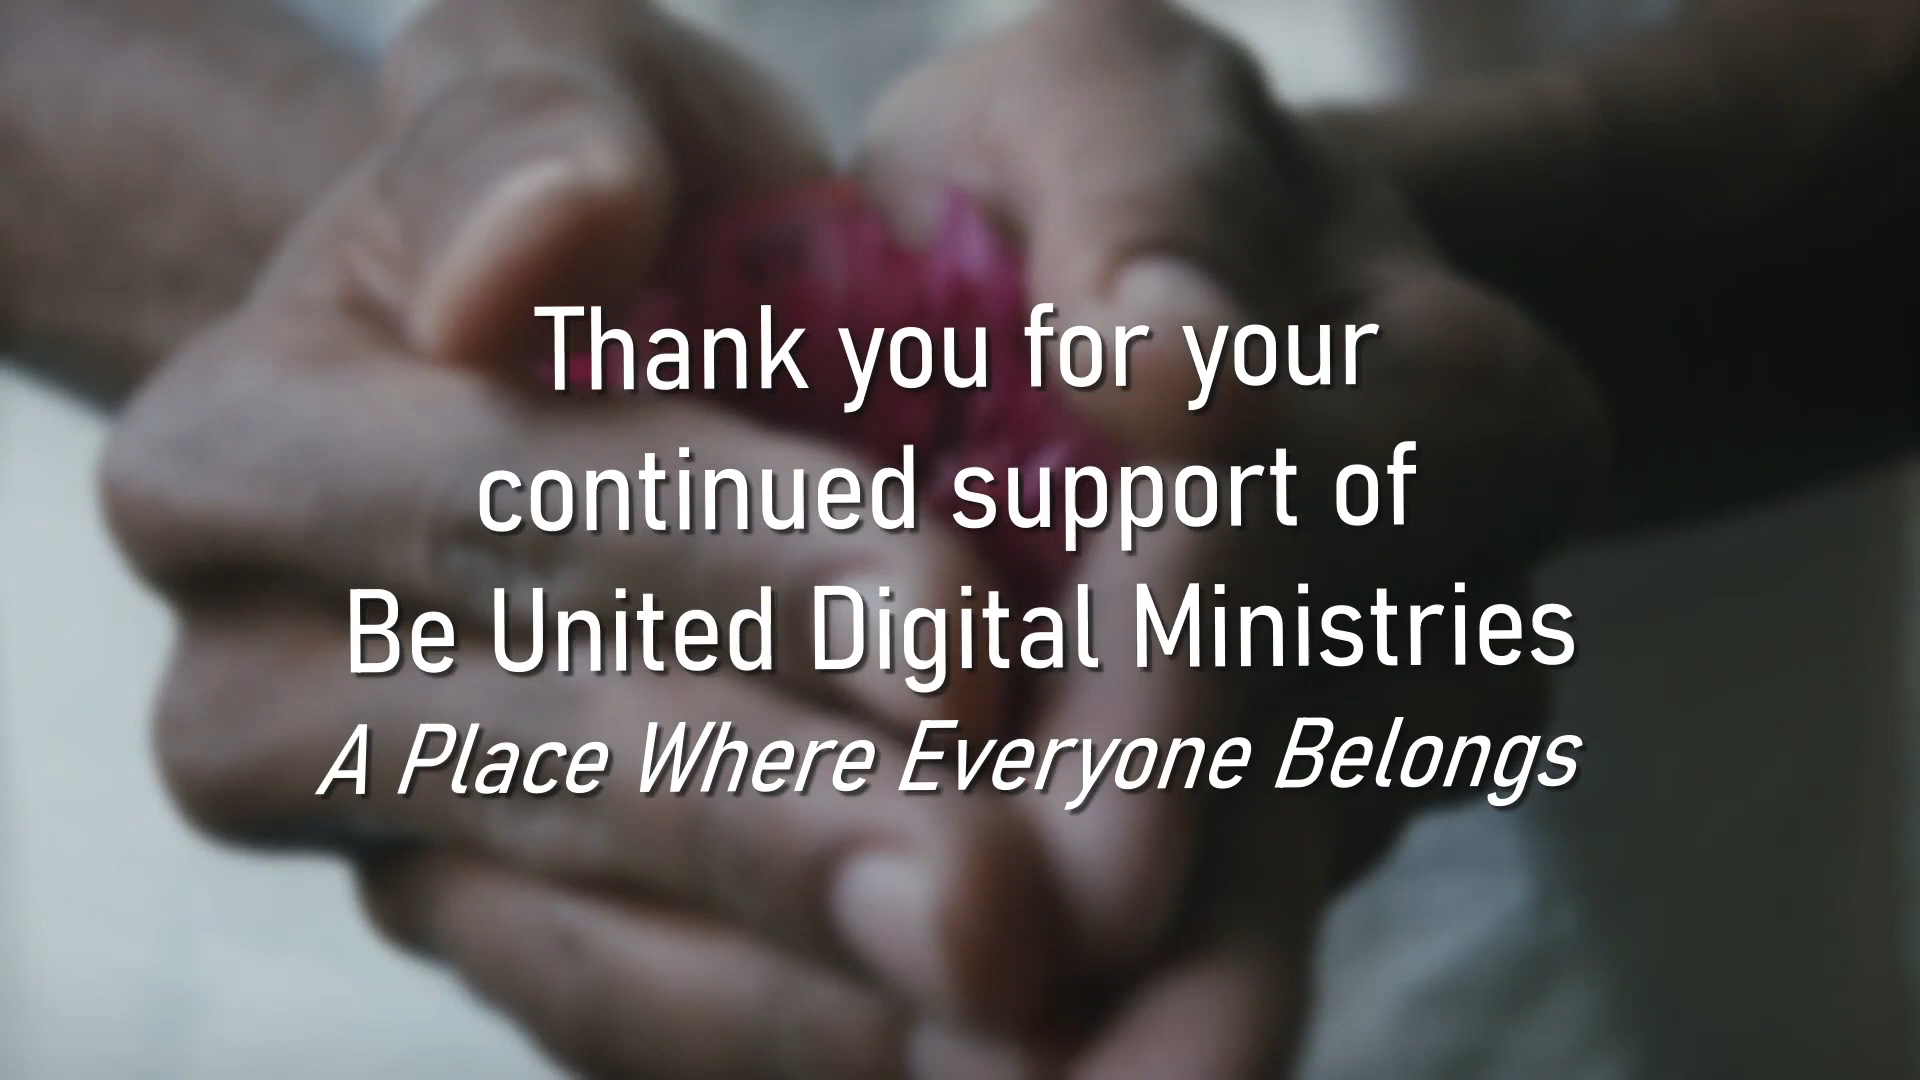 Thank you for your
continued support of
Be United Digital Ministries
A Place Where Everyone Belongs